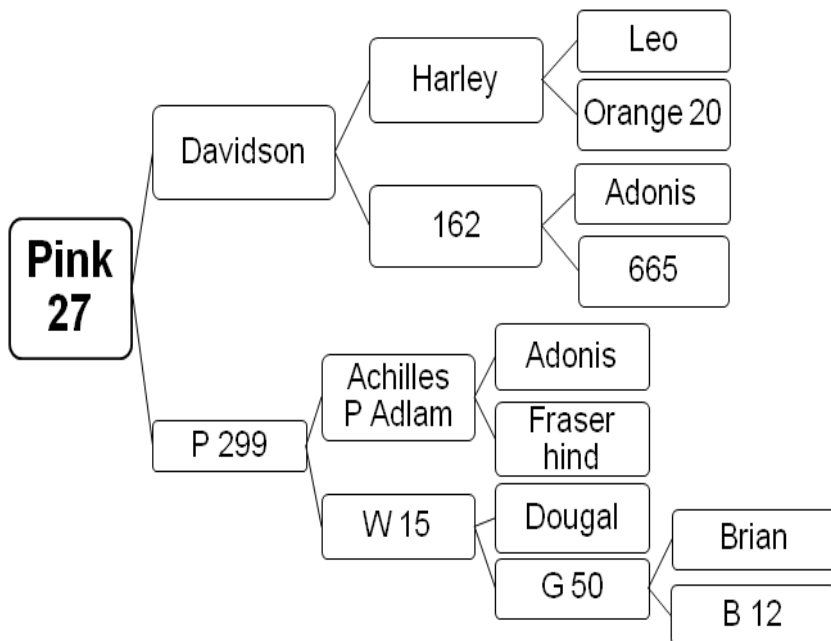 Leo
Harley
Orange 20
Davidson
Adonis
162
665
Pink
27
Adonis
Achilles
P Adlam
Fraser
hind
P 299
Dougal
W 15
Brian
G 50
B 12